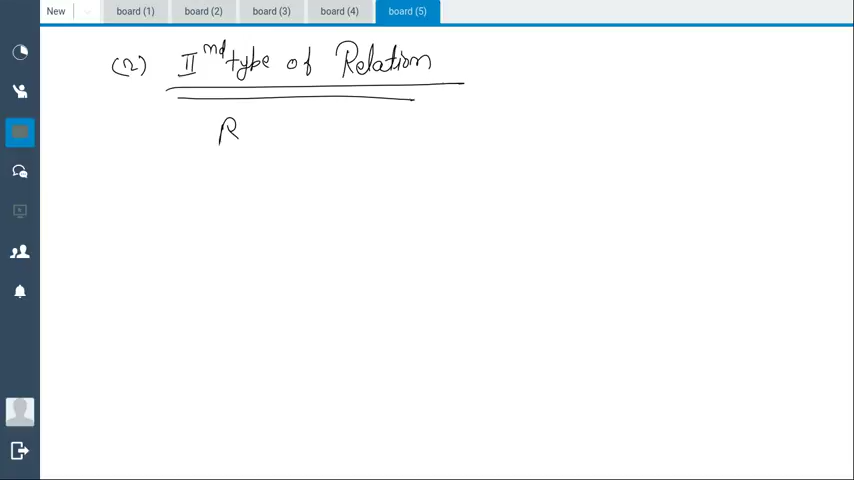 New board (1) board (2) board (3) board (4) board (5)
(2) IInd type of Relation
R